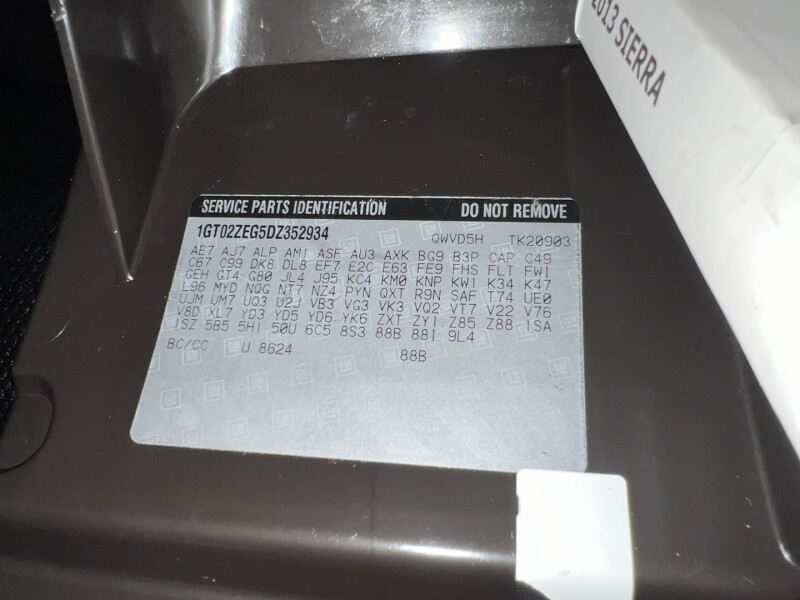 2013 SIERRA
SERVICE PARTS IDENTIFICATION DO NOT REMOVE
1GT02ZEG5DZ352934 QWVD5H TK20903
AE7 AJ7 ALP AM1 ASF AU3 AXK BG9 B3P CAP C49
C67 C99 DK8 DL8 EF7 E2C E63 FE9 FHS FLT FWI
GEH GT4 G80 JL4 J95 KC4 KM0 KNP KW1 K34 K47
L96 MYD NQG NT7 NZ4 PYN QXT R9N SAF T74 UE0
UJM UM7 UQ3 U2J VB3 VG3 VK3 VQ2 VT7 V22 V76
V8D XL7 YD3 YD5 YD6 YK6 ZXT ZY1 Z85 Z88 ISA
ISZ 5B5 5H1 50U 6C5 8S3 88B 88I 9L4
BC/CC U 8624 88B